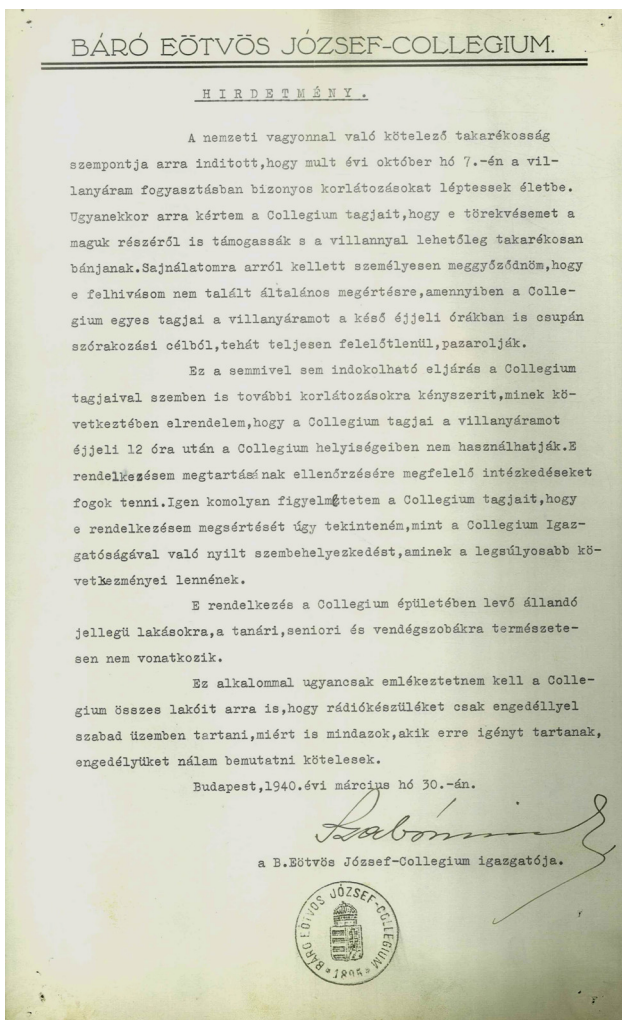 BÁRÓ EÖTVÖS JÓZSEF-COLLEGIUM.
HIRDETMÉNY.
A nemzeti vagyonnal való kötelező takarékosság
szempontja arra inditott,hogy mult évi október hó 7.-én a vil-
lanyáram fogyasztásban bizonyos korlátozásokat léptessek életbe.
Ugyanekkor arra kértem a Collegium tagjait,hogy e törekvésemet a
maguk részéről is támogassák s a villannyal lehetőleg takarékosan
bánjanak.Sajnálatomra arról kellett személyesen meggyőződnöm,hogy
e felhivásom nem talált általános megértésre,amennyiben a Colle-
gium egyes tagjai a villanyáramot a késő éjjeli órákban is csupán
szórakozási célból,tehát teljesen felelőtlenül,pazarolják.
Ez a semmivel sem indokolható eljárás a Collegium
tagjaival szemben is további korlátozásokra kényszerit,minek kö-
vetkeztében elrendelem,hogy a Collegium tagjai a villanyáramot
éjjeli 12 óra után a Collegium helyiségeiben nem használhatják.E
rendelkezésem megtartásának ellenőrzésére megfelelő intézkedéseket
fogok tenni.Igen komolyan figyelmetetem a Collegium tagjait,hogy
e rendelkezésem megsértését úgy tekinteném,mint a Collegium Igaz-
gatóságával való nyilt szembehelyezkedést,aminek a legsúlyosabb kö-
vetkezményei lennének.
E rendelkezés a Collegium épületében levő állandó
jellegü lakásokra,a tanári,seniori és vendégszobákra természete-
sen nem vonatkozik.
Ez alkalommal ugyancsak emlékeztetnem kell a Colle-
gium összes lakóit arra is,hogy rádiókészüléket csak engedéllyel
szabad üzemben tartani,miért is mindazok,akik erre igényt tartanak,
engedélyüket nálam bemutatni kötelesek.
Budapest,1940.évi március hó 30.-án.
a B.Eötvös József-Collegium igazgatója.
BÁRÓ EÖTVÖS JÓZSEF-COLLEGIUM
* 1895 *